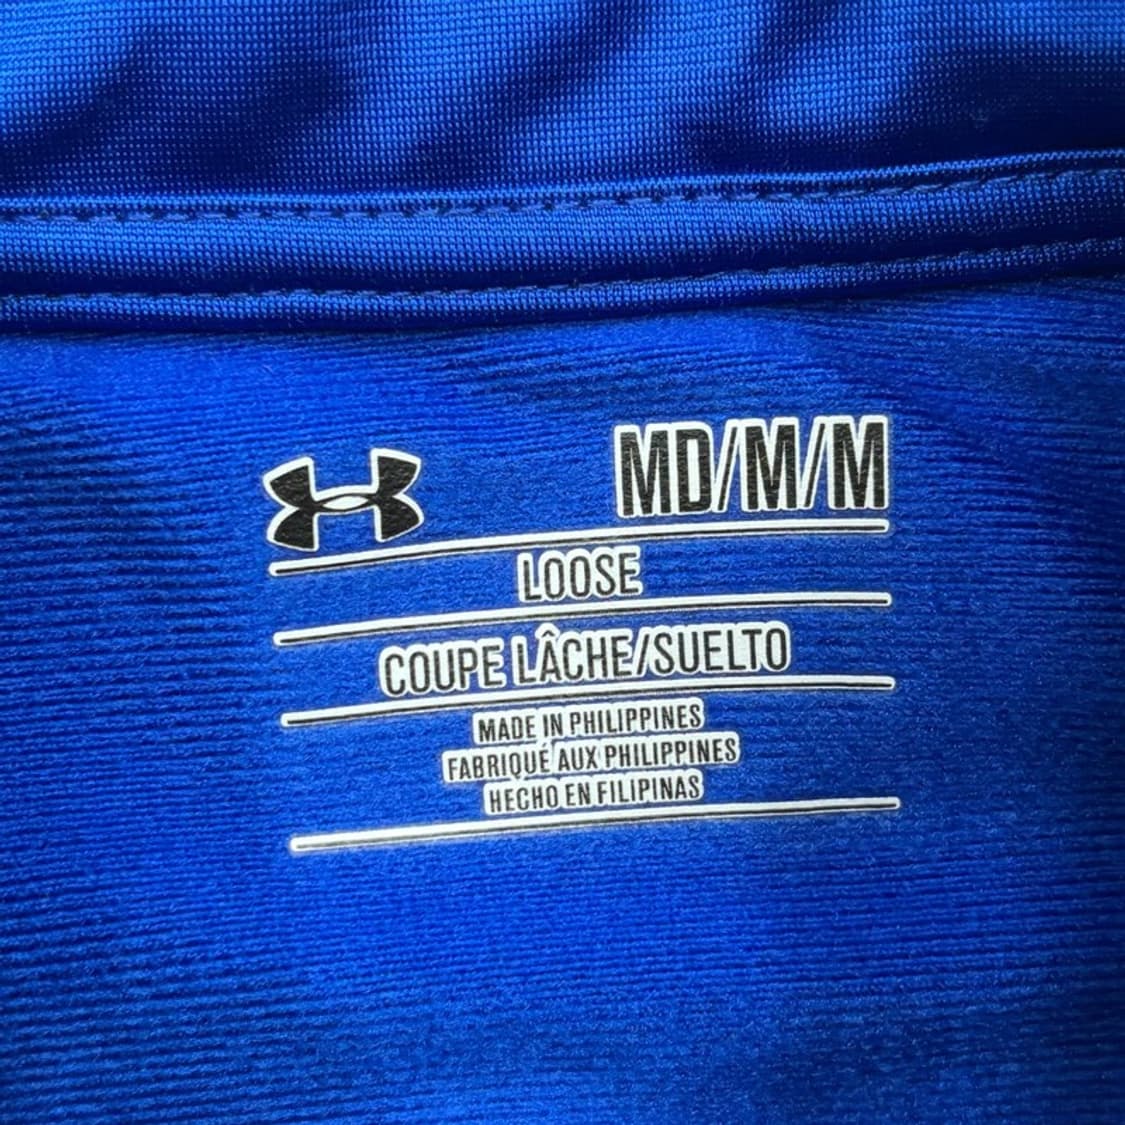 MD/M/M
LOOSE
COUPE LÂCHE/SUELTO
MADE IN PHILIPPINES
FABRIQUÉ AUX PHILIPPINES
HECHO EN FILIPINAS